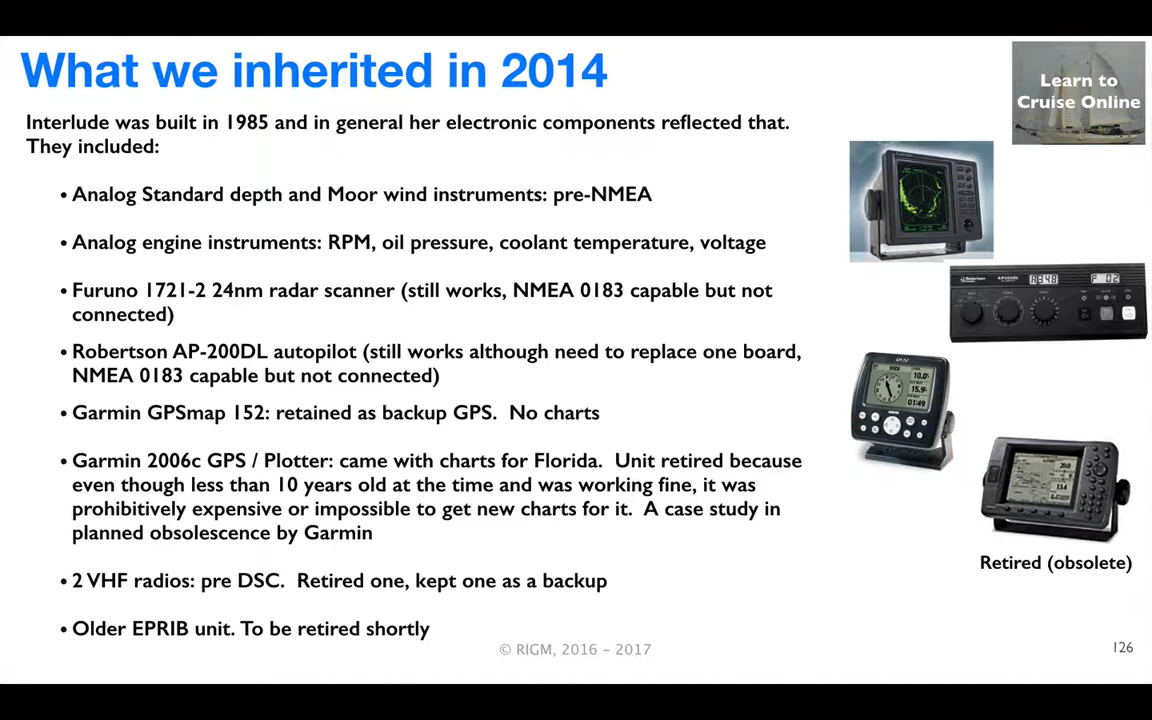 What we inherited in 2014
Learn to
Cruise Online
Interlude was built in 1985 and in general her electronic components reflected that.
They included:
• Analog Standard depth and Moor wind instruments: pre-NMEA
• Analog engine instruments: RPM, oil pressure, coolant temperature, voltage
• Furuno 1721-2 24nm radar scanner (still works, NMEA 0183 capable but not
connected)
• Robertson AP-200DL autopilot (still works although need to replace one board,
NMEA 0183 capable but not connected)
• Garmin GPSmap 152: retained as backup GPS. No charts
• Garmin 2006c GPS / Plotter: came with charts for Florida. Unit retired because
even though less than 10 years old at the time and was working fine, it was
prohibitively expensive or impossible to get new charts for it. A case study in
planned obsolescence by Garmin
Retired (obsolete)
• 2 VHF radios: pre DSC. Retired one, kept one as a backup
• Older EPRIB unit. To be retired shortly
© RIGM, 2016 - 2017
126